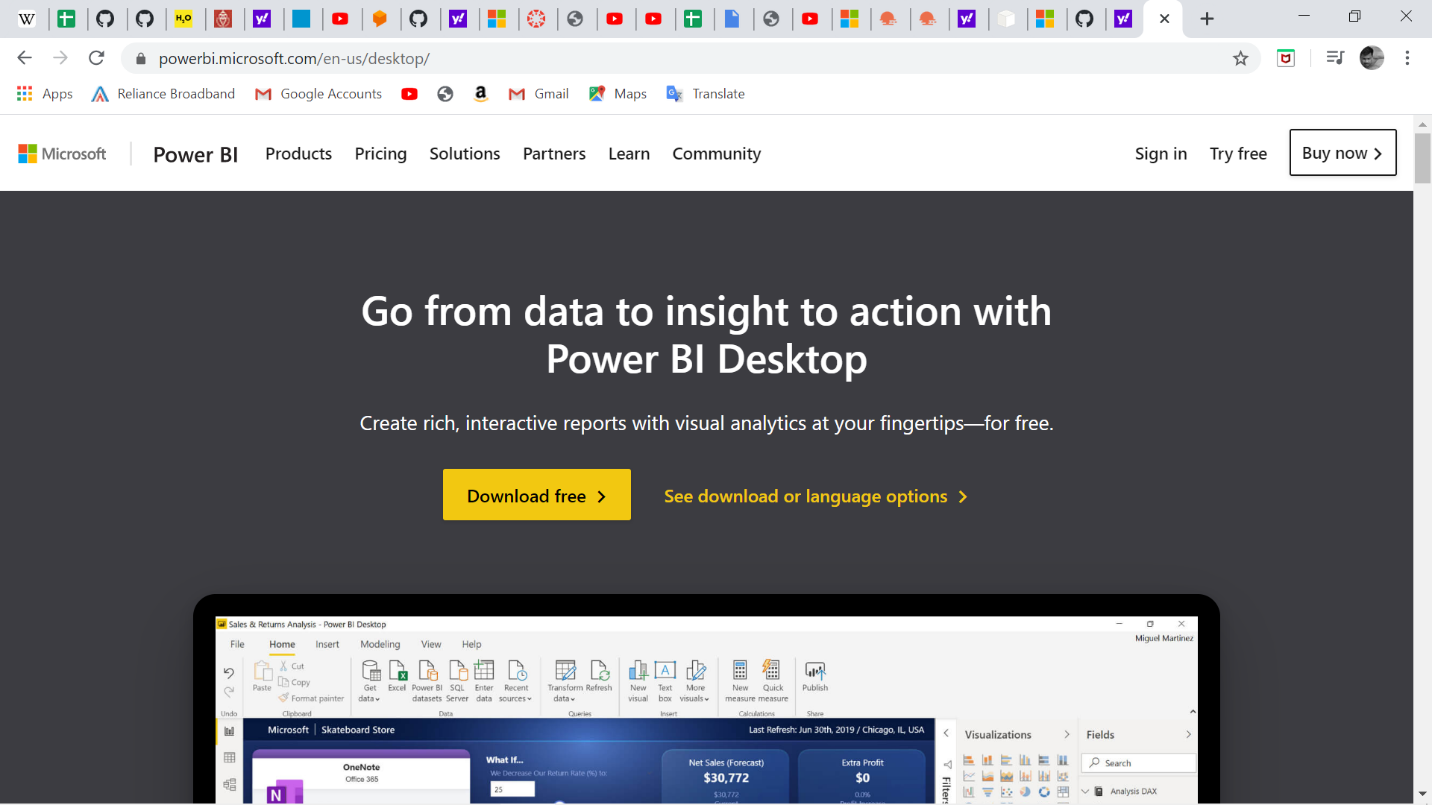 W
H₂O
powerbi.microsoft.com/en-us/desktop/
Apps Reliance Broadband Google Accounts Gmail Maps Translate
Microsoft Power BI Products Pricing Solutions Partners Learn Community Sign in Try free Buy now
Go from data to insight to action with
Power BI Desktop
Create rich, interactive reports with visual analytics at your fingertips—for free.
Download free See download or language options
Sales & Returns Analysis - Power BI Desktop
Miguel Martinez
File Home Insert Modeling View Help
Cut
Copy
Format painter
Paste
Get data Excel Power BI datasets SQL Server Enter data Recent sources Transform data Refresh New visual Text box More visuals New measure Quick measure Publish
Undo Clipboard Data Queries Insert Calculations Share
Microsoft Skateboard Store Last Refresh: Jun 30th, 2019 / Chicago, IL, USA
Visualizations Fields
Search
Filters
OneNote
Office 365
N
What If...
We Decrease Our Return Rate (%) to:
25
Net Sales (Forecast)
$30,772
$30,772
Extra Profit
$0
0.0%
Analysis DAX